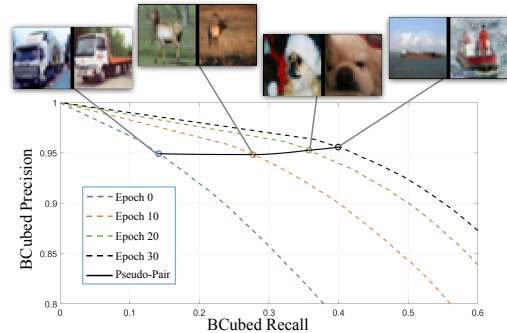 1
0.95
0.9
0.85
0.8
BCubed Precision
Epoch 0
Epoch 10
Epoch 20
Epoch 30
Pseudo-Pair
0
0.1
0.2
0.3
0.4
0.5
0.6
BCubed Recall